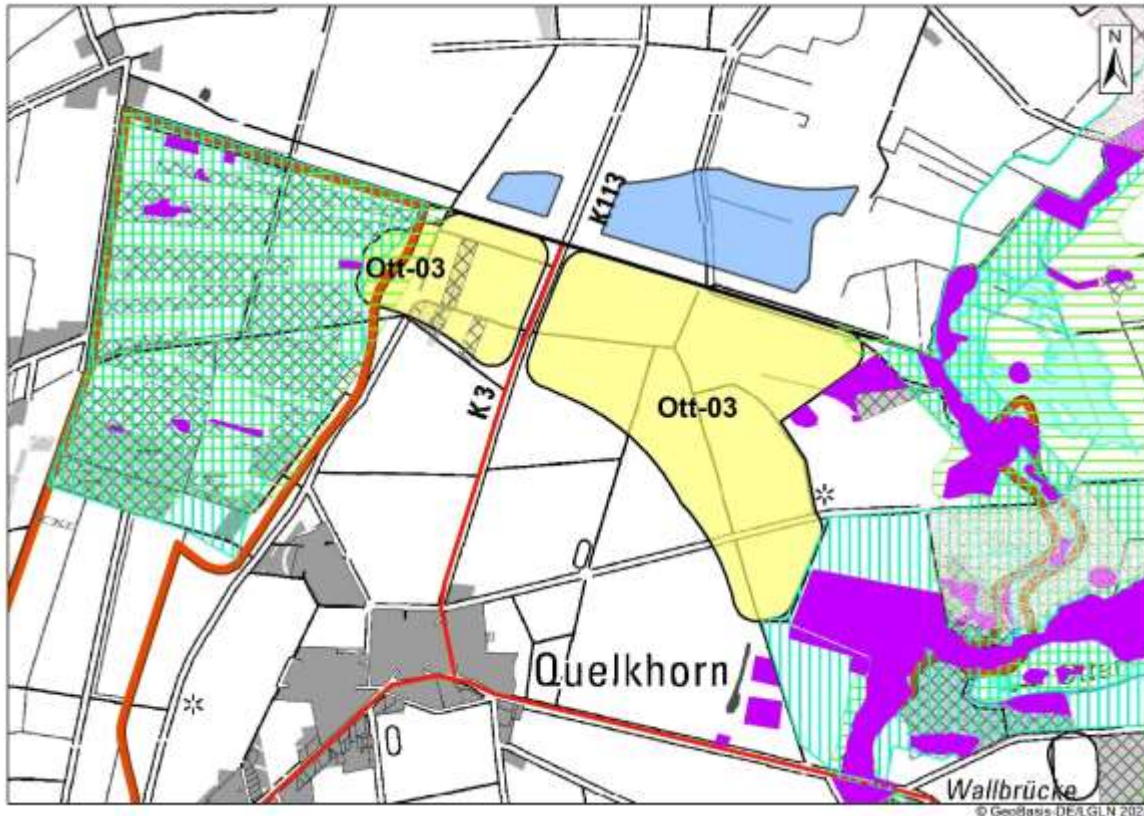 N
K113
Ott-03
K3
Ott-03
Quelkhorn
Wallbrücke
© GeoBasis-DE/LGLN 202